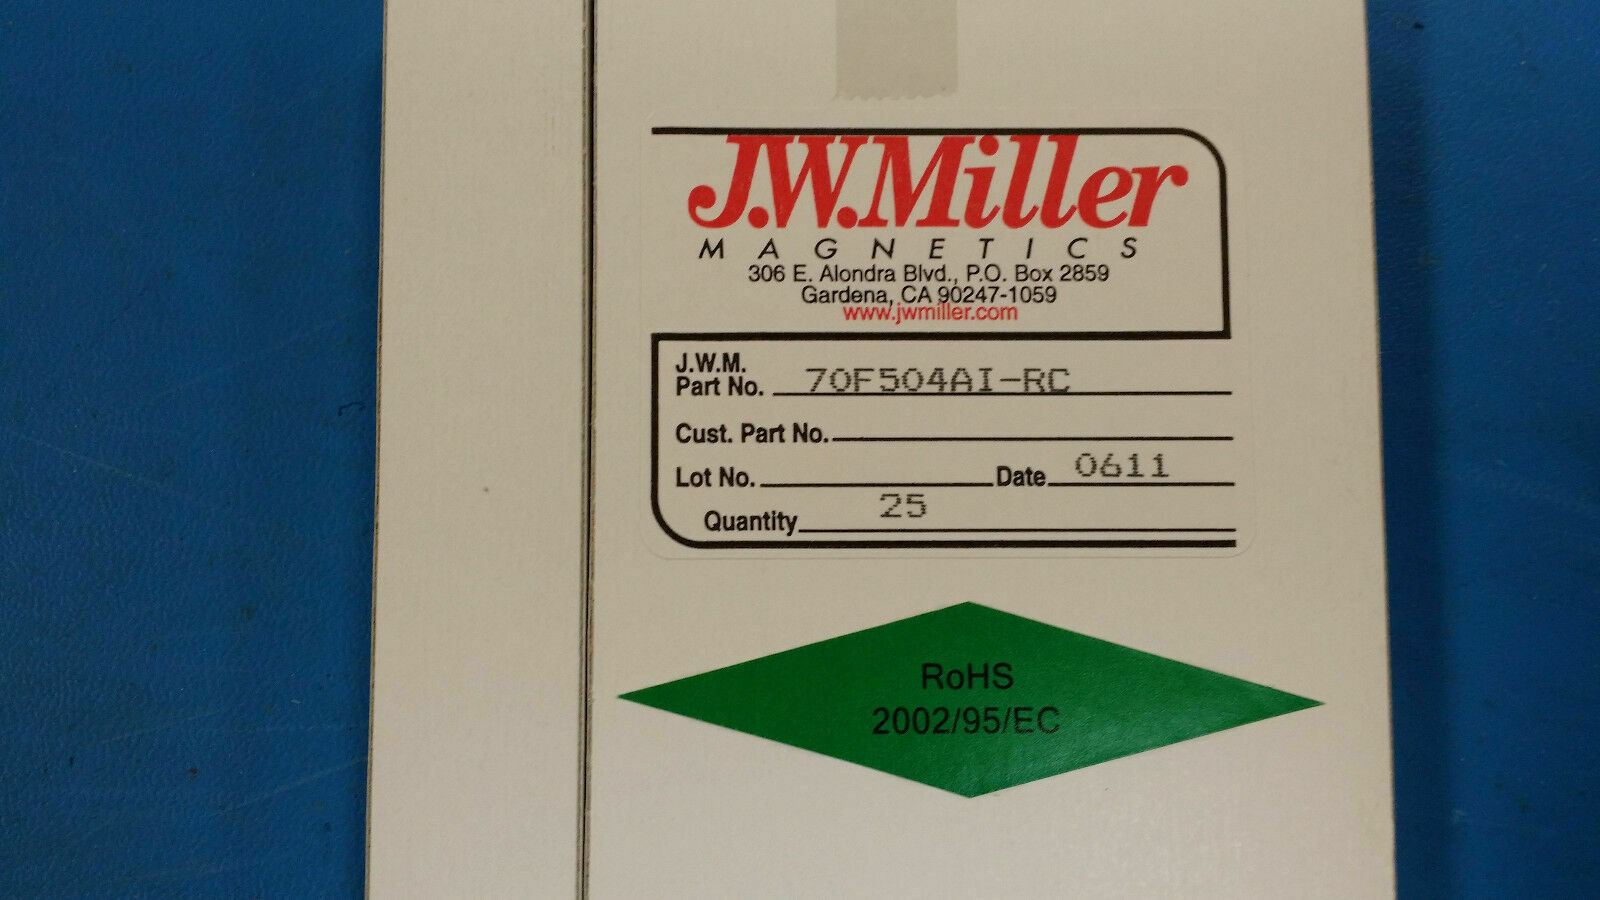 J.W.Miller
MAGNETICS
306 E. Alondra Blvd., P.O. Box 2859
Gardena, CA 90247-1059
www.jwmiller.com
J.W.M.
Part No. 70F504AI-RC
Cust. Part No.
Lot No. Date 0611
Quantity 25
RoHS
2002/95/EC